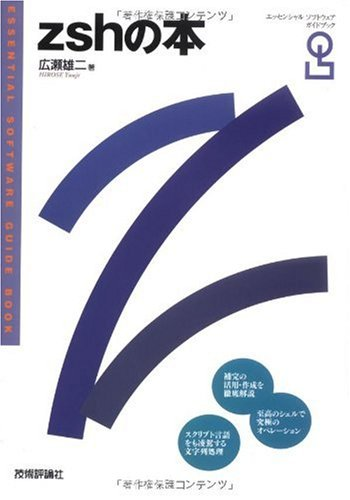 「著作権保護コンテンツ」
zshの本
広瀬雄二 著
HIROSE Yuuji
エッセンシャル ソフトウェア
ガイドブック
ESSENTIAL SOFTWARE GUIDE BOOK
補完の
活用・作成を
徹底解説
至高のシェルで
究極の
オペレーション
スクリプト言語
をも凌駕する
文字列処理
技術評論社
「著作権保護コンテンツ」